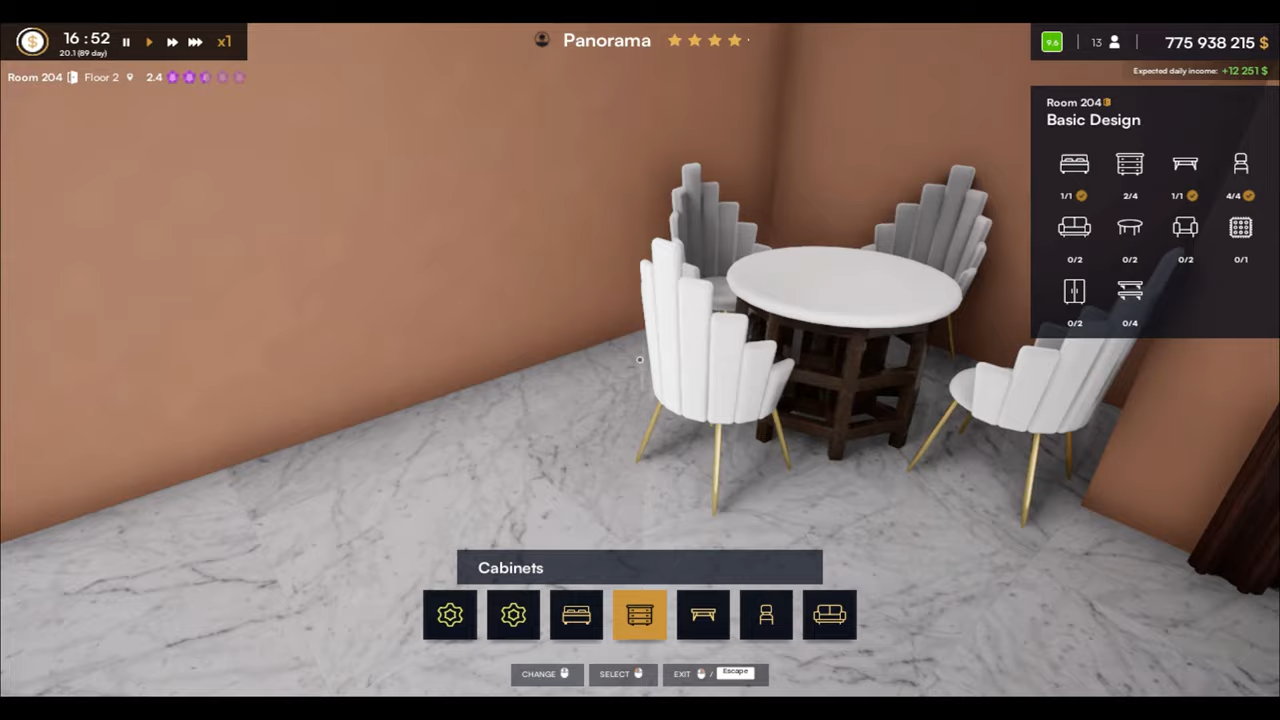 16:52
x1
20.1 (89 day)
Panorama
9.6
13
775 938 215 $
Expected daily income: +12 251 $
Room 204
Floor 2
2.4
Room 204
Basic Design
1/1
2/4
1/1
4/4
0/2
0/2
0/2
0/1
0/2
0/4
Cabinets
CHANGE
SELECT
EXIT / Escape